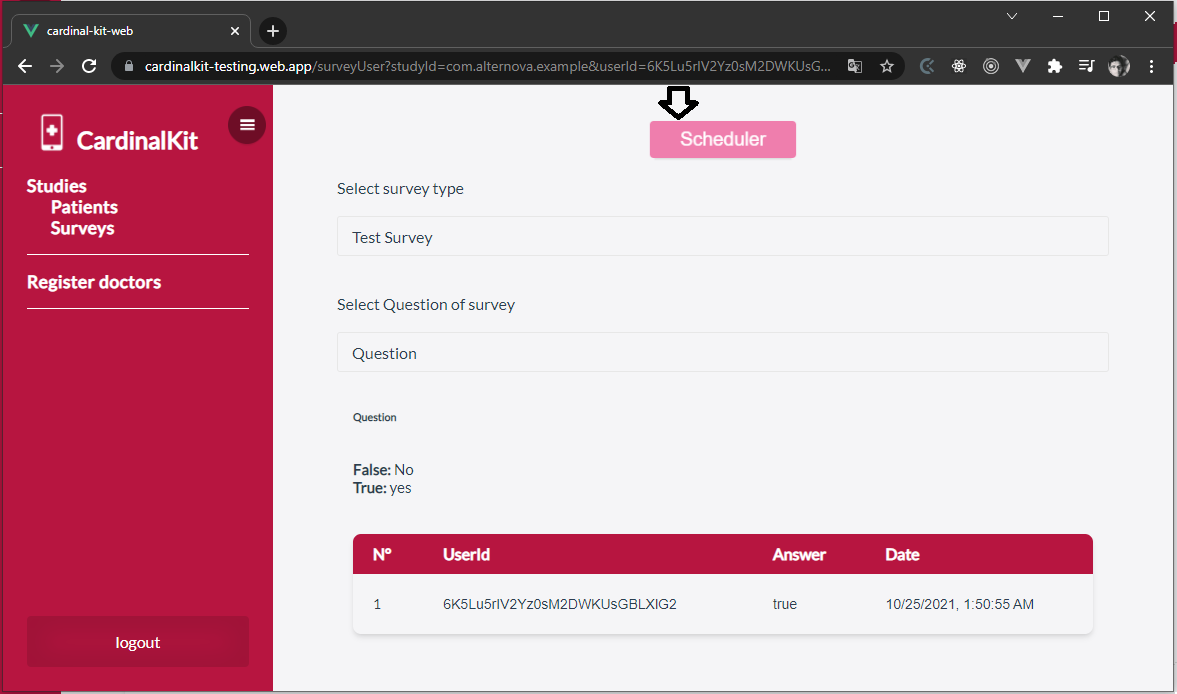 cardinal-kit-web
cardinalkit-testing.web.app/surveyUser?studyId=com.alternova.example&userId=6K5Lu5rIV2Yz0sM2DWKUsG...
CardinalKit
Studies
Patients
Surveys
Register doctors
logout
Scheduler
Select survey type
Test Survey
Select Question of survey
Question
Question
False: No
True: yes
Nº UserId Answer Date
1 6K5Lu5rIV2Yz0sM2DWKUsGBLXIG2 true 10/25/2021, 1:50:55 AM